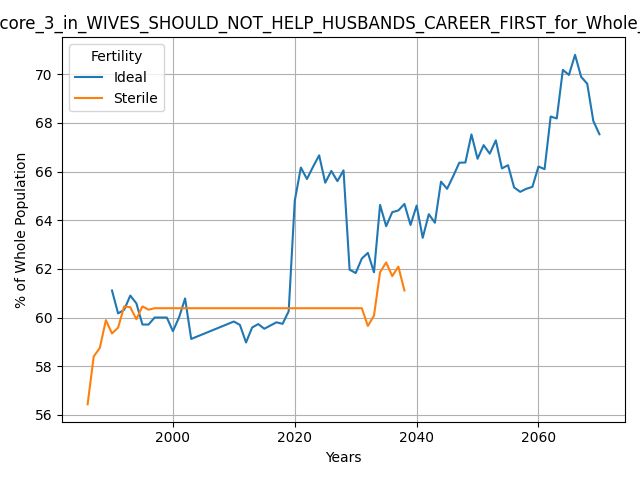 core_3_in_WIVES_SHOULD_NOT_HELP_HUSBANDS_CAREER_FIRST_for_Whole_
Fertility
Ideal
Sterile
70
68
66
64
62
60
58
56
% of Whole Population
2000
2020
2040
2060
Years